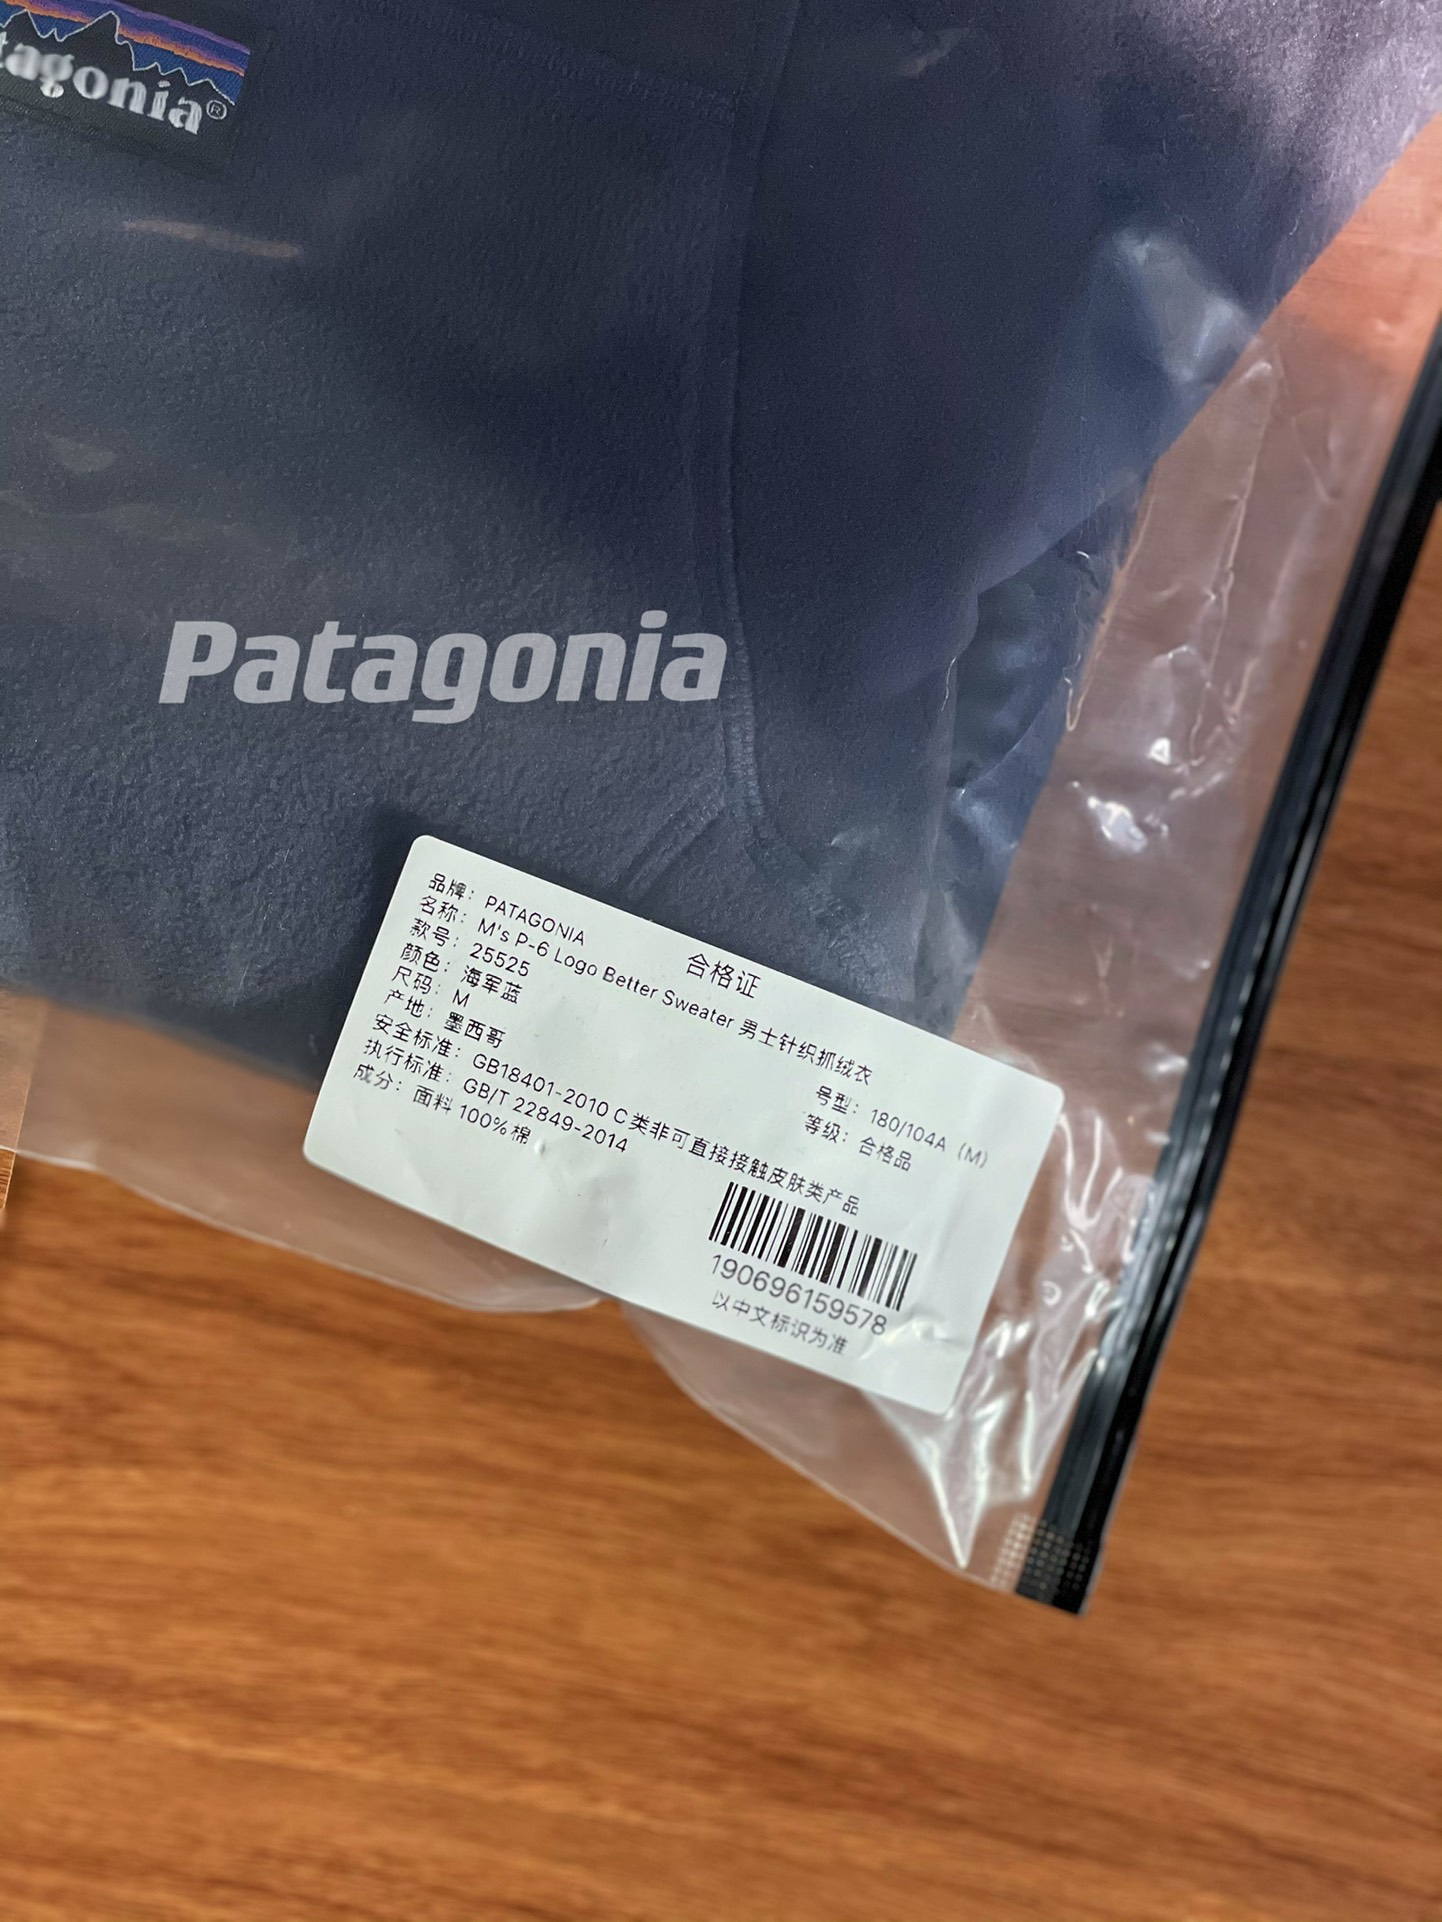 tagonia®
Patagonia
合格证
品牌：PATAGONIA
名称：M's P-6 Logo Better Sweater 男士针织抓绒衣
款号：25525
颜色：海军蓝
号型：180/104A（M）
尺码：M
等级：合格品
产地：墨西哥
安全标准：GB18401-2010 C类非可直接接触皮肤类产品
执行标准：GB/T 22849-2014
成分：面料 100%棉
190696159578
以中文标识为准